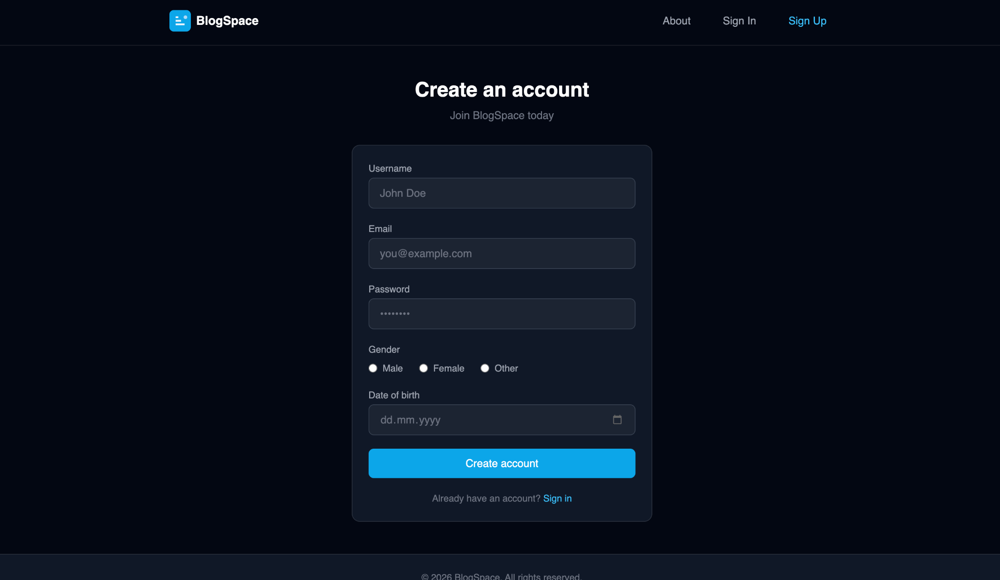 BlogSpace
About
Sign In
Sign Up
Create an account
Join BlogSpace today
Username
John Doe
Email
you@example.com
Password
••••••••
Gender
Male
Female
Other
Date of birth
dd.mm.yyyy
Create account
Already have an account? Sign in
© 2026 BlogSpace. All rights reserved.